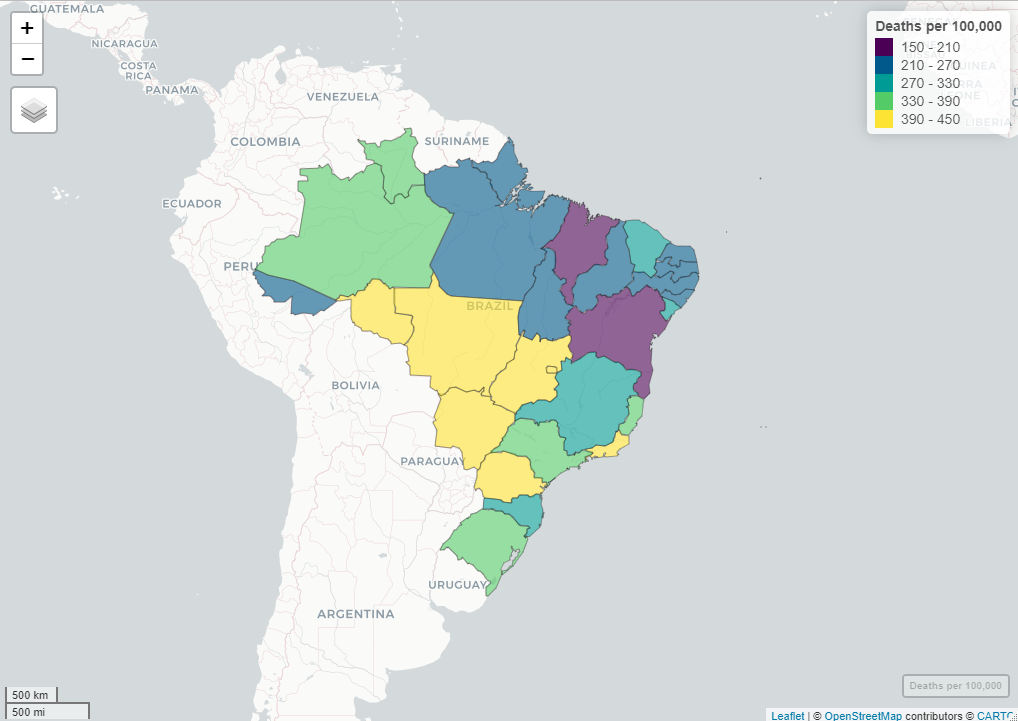 GUATEMALA
NICARAGUA
COSTA
RICA
PANAMA
VENEZUELA
COLOMBIA
SURINAME
ECUADOR
PERU
BRAZIL
BOLIVIA
PARAGUAY
URUGUAY
ARGENTINA
+
−
Deaths per 100,000
150 - 210
210 - 270
270 - 330
330 - 390
390 - 450
LIBERIA
500 km
500 mi
Deaths per 100,000
Leaflet | © OpenStreetMap contributors © CARTO